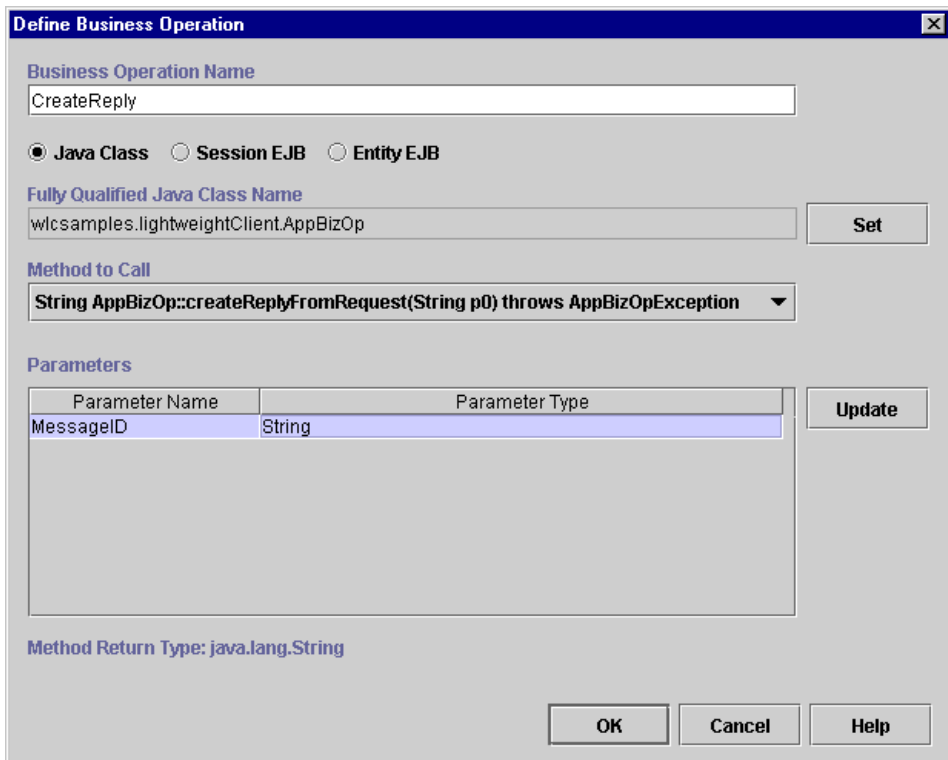 Define Business Operation
Business Operation Name
CreateReply
Java Class Session EJB Entity EJB
Fully Qualified Java Class Name
wlcsamples.lightweightClient.AppBizOp Set
Method to Call
String AppBizOp::createReplyFromRequest(String p0) throws AppBizOpException
Parameters
Parameter Name Parameter Type Update
MessageID String
Method Return Type: java.lang.String
OK Cancel Help